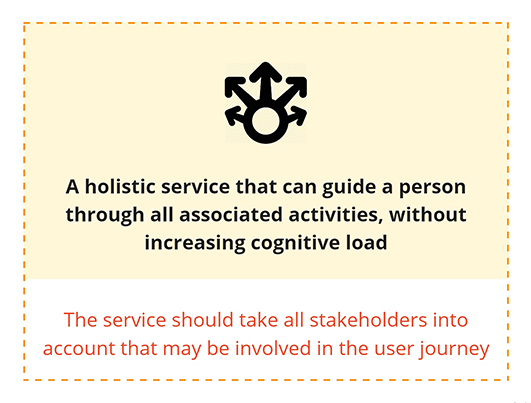 A holistic service that can guide a person
through all associated activities, without
increasing cognitive load
The service should take all stakeholders into
account that may be involved in the user journey